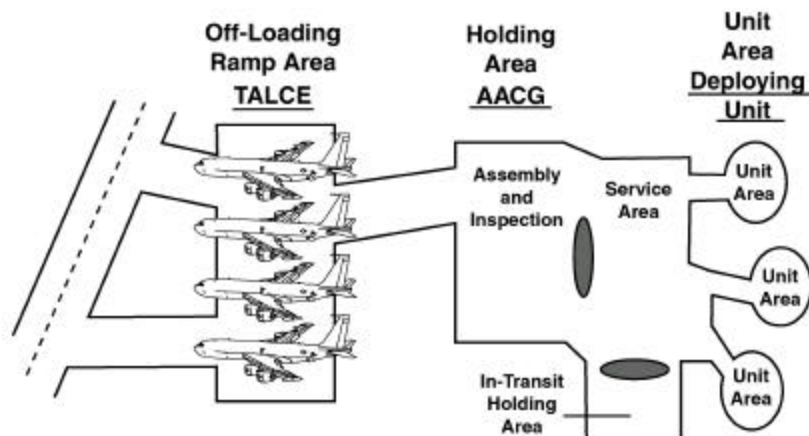 Off-Loading
Ramp Area
TALCE
Holding
Area
AACG
Unit
Area
Deploying
Unit
Assembly
and
Inspection
Service
Area
Unit
Area
Unit
Area
Unit
Area
In-Transit
Holding
Area